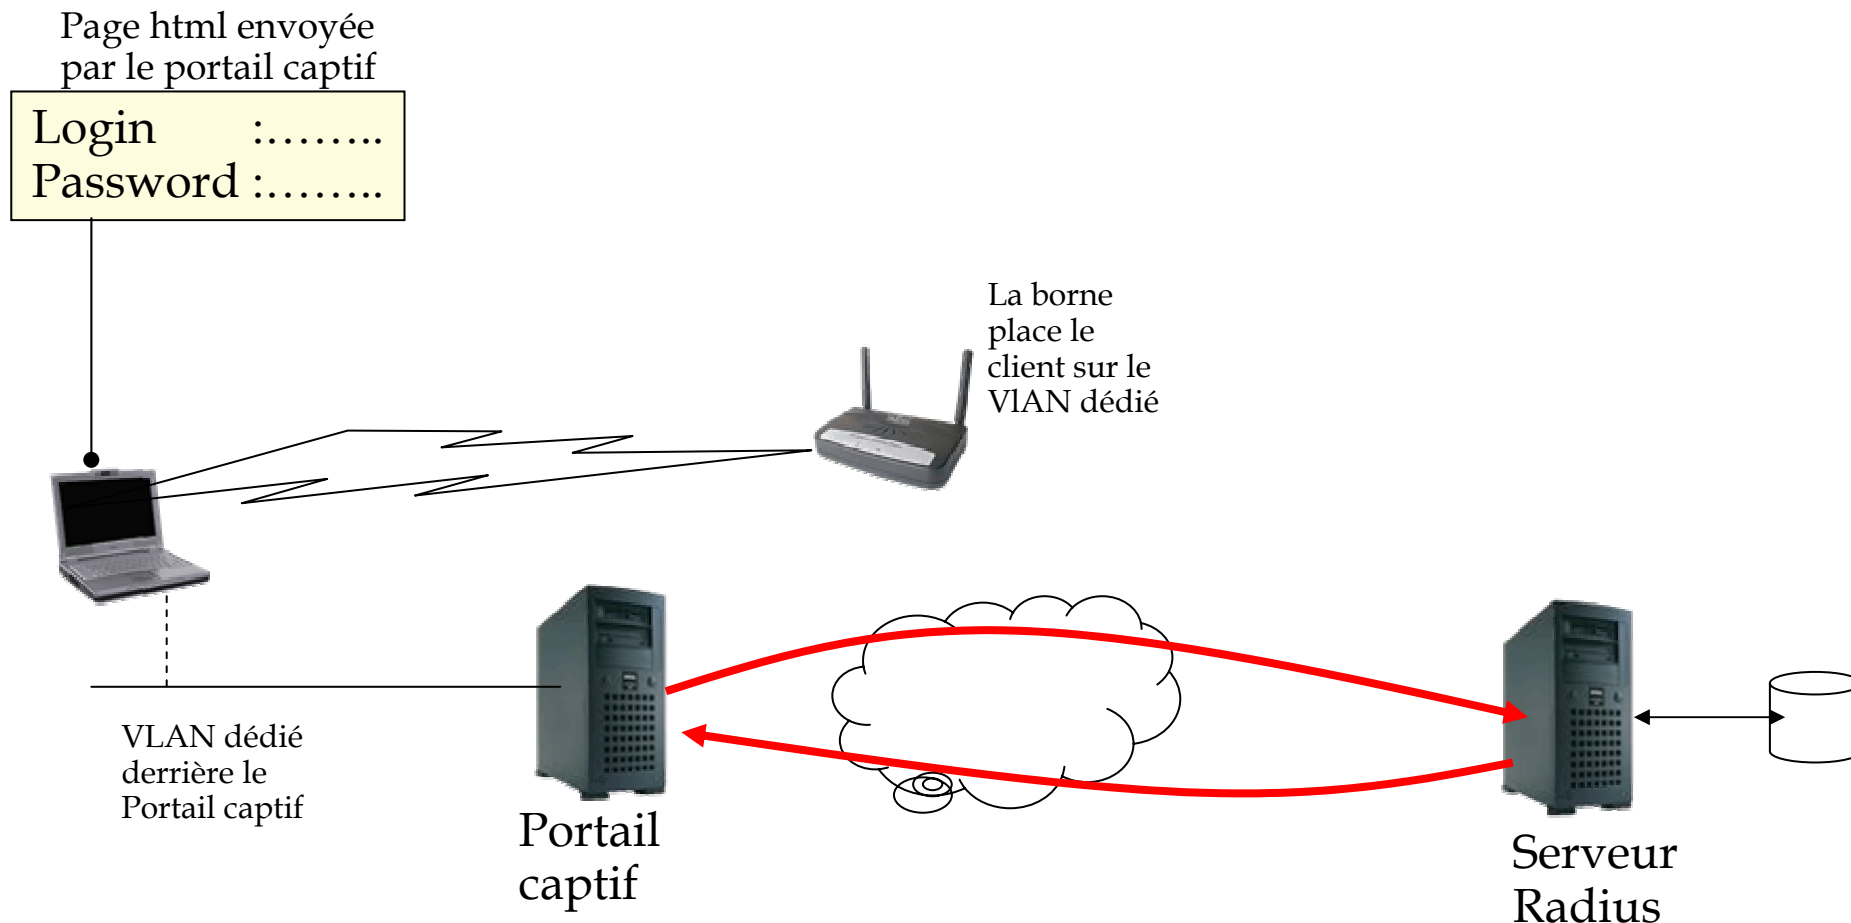 Page html envoyée
par le portail captif
Login :……..
Password :……..
La borne
place le
client sur le
VlAN dédié
VLAN dédié
derrière le
Portail captif
Portail
captif
Serveur
Radius